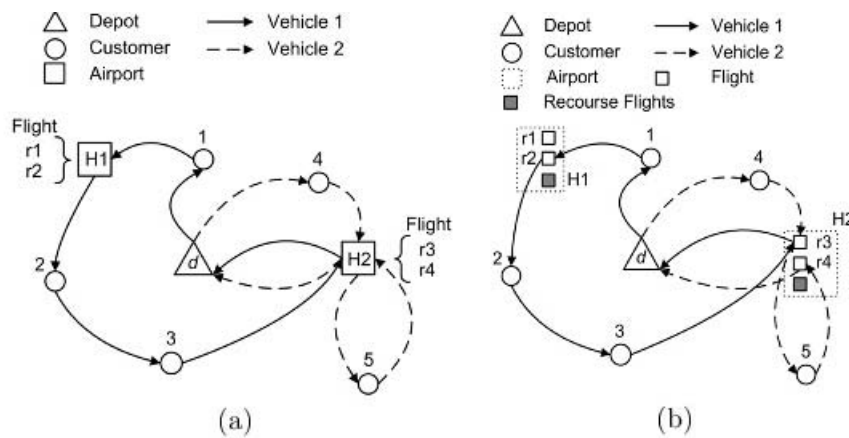 Depot
Vehicle 1
Customer
Vehicle 2
Airport
Flight
r1
r2
H1
1
2
3
4
5
d
H2
Flight
r3
r4
(a)
Depot
Vehicle 1
Customer
Vehicle 2
Airport
Flight
Recourse Flights
r1
r2
H1
1
2
3
4
5
d
H2
r3
r4
(b)